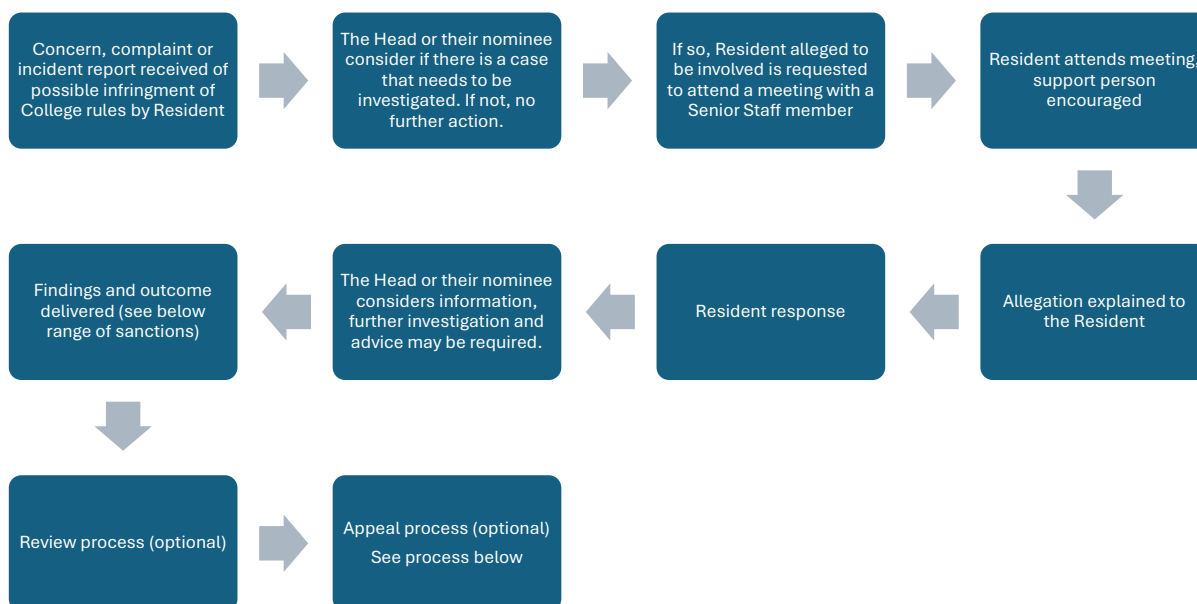 Concern, complaint or
incident report received of
possible infringment of
College rules by Resident
The Head or their nominee
consider if there is a case
that needs to be
investigated. If not, no
further action.
If so, Resident alleged to
be involved is requested
to attend a meeting with a
Senior Staff member
Resident attends meeting,
support person
encouraged
Allegation explained to
the Resident
Resident response
The Head or their nominee
considers information,
further investigation and
advice may be required.
Findings and outcome
delivered (see below
range of sanctions)
Review process (optional)
Appeal process (optional)
See process below